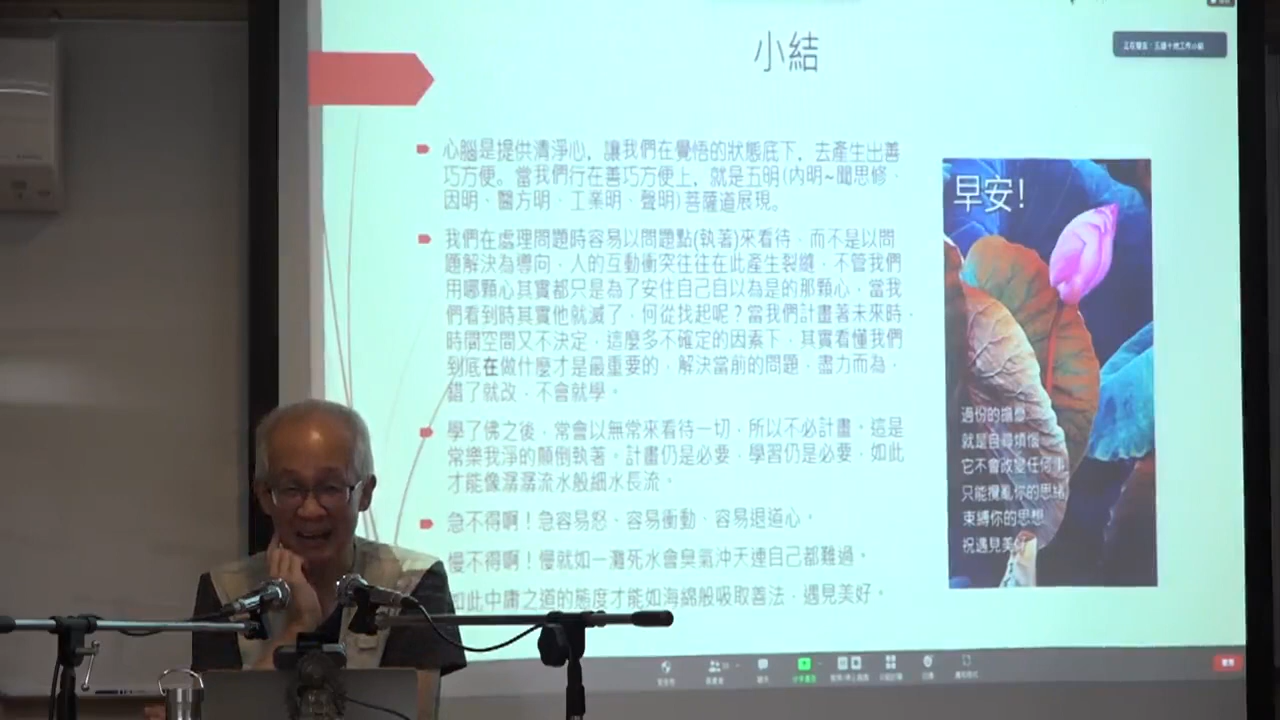 小結
正在聲言：
心腦是提供清淨心，讓我們在覺悟的狀態底下，去產生出善
巧方便。當我們行在善巧方便上，就是五明(內明~聞思修、
因明、醫方明、工業明、聲明)菩薩道展現。
我們在處理問題時容易以問題點(執著)來看待，而不是以問
題解決為導向，人的互動衝突往往在此產生裂縫，不管我們
用哪顆心其實都只是為了安住自己自以為是的那顆心，當我
們看到時其實他就滅了，何從找起呢？當我們計畫著未來時，
時間空間又不決定，這麼多不確定的因素下，其實看懂我們
到底在做什麼才是最重要的，解決當前的問題，盡力而為，
錯了就改，不會就學。
學了佛之後，常會以無常來看待一切，所以不必計畫。這是
常樂我淨的顛倒執著。計畫仍是必要，學習仍是必要，如此
才能像潺潺流水般細水長流。
急不得啊！急容易怒、容易衝動、容易退道心，
慢不得啊！慢就如一灘死水會臭氣沖天連自己都難過。
如此中庸之道的態度才能如海綿般吸取善法，遇見美好。
早安!
過份的擔憂
就是自尋煩惱
它不會改變任何事
只能攪亂你的思緒
束縛你的思想
祝遇見美好